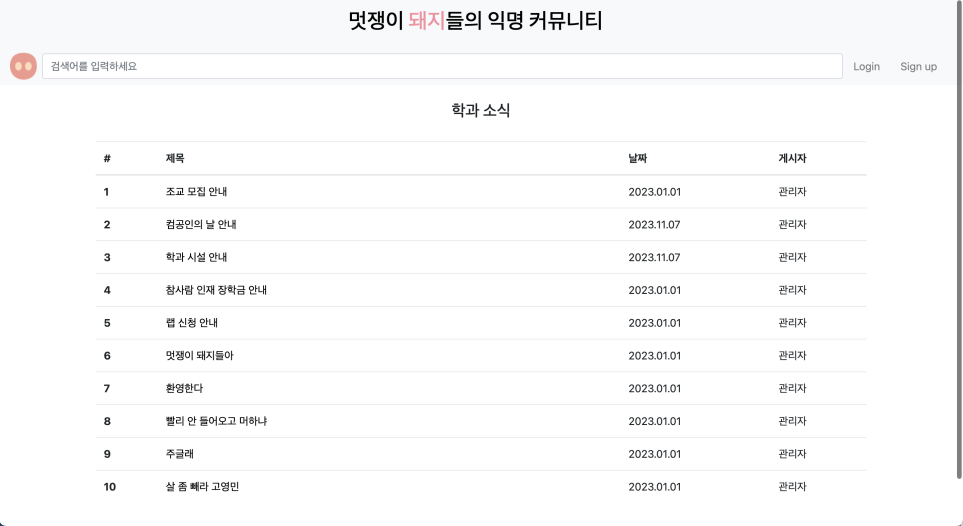 멋쟁이 돼지들의 익명 커뮤니티
검색어를 입력하세요 Login Sign up
학과 소식
# 제목 날짜 게시자
1 조교 모집 안내 2023.01.01 관리자
2 컴공인의 날 안내 2023.11.07 관리자
3 학과 시설 안내 2023.11.07 관리자
4 참사람 인재 장학금 안내 2023.01.01 관리자
5 랩 신청 안내 2023.01.01 관리자
6 멋쟁이 돼지들아 2023.01.01 관리자
7 환영한다 2023.01.01 관리자
8 빨리 안 들어오고 머하냐 2023.01.01 관리자
9 주글래 2023.01.01 관리자
10 살 좀 빼라 고영민 2023.01.01 관리자